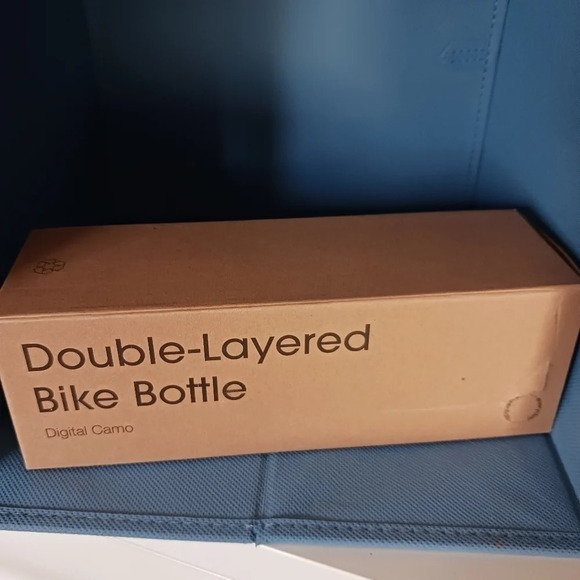 Double-Layered
Bike Bottle
Digital Camo